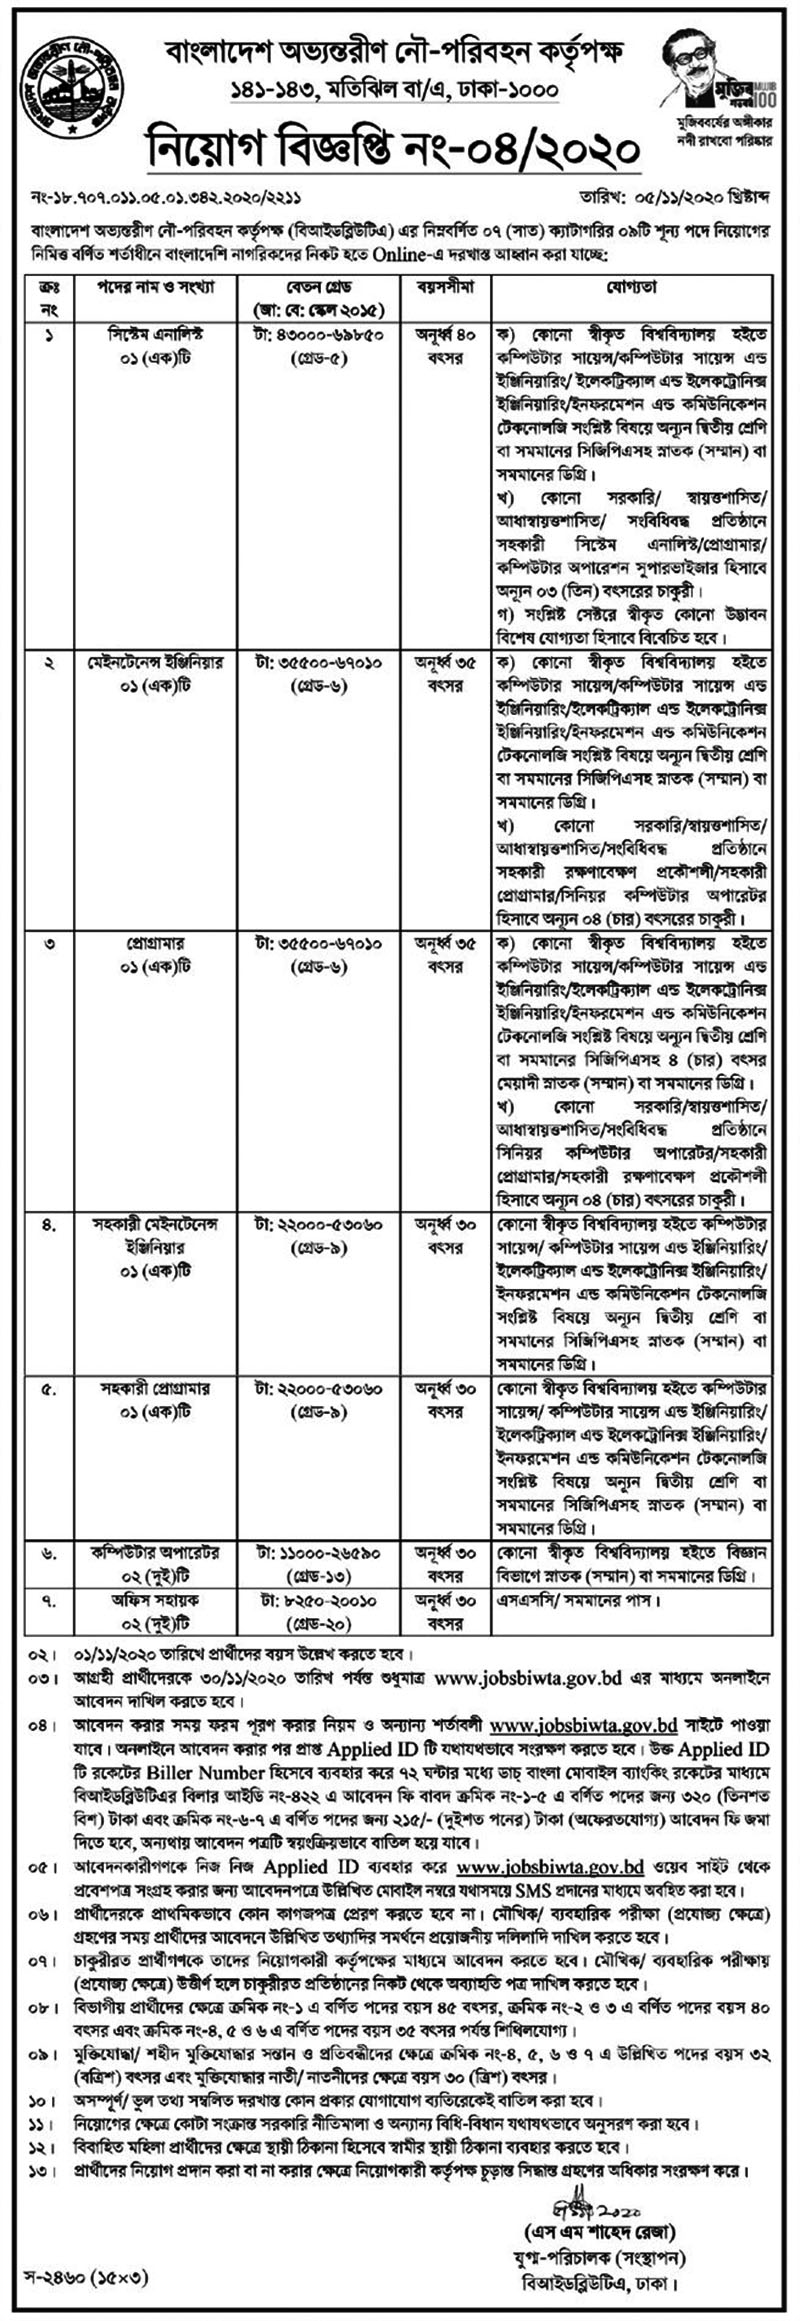 বাংলাদেশ অভ্যন্তরীণ নৌ-পরিবহন কর্তৃপক্ষ
১৪১-১৪৩, মতিঝিল বা/এ, ঢাকা-১০০০
মুজিব শতবর্ষ MUJIB 100
মুজিববর্ষের অঙ্গীকার
নদী রাখবো পরিষ্কার
নিয়োগ বিজ্ঞপ্তি নং-০৪/২০২০
নং-১৮.৭০৭.০১১.০৫.০১.৩৪২.২০২০/২২১১
তারিখ: ০৫/১১/২০২০ খ্রিষ্টাব্দ
বাংলাদেশ অভ্যন্তরীণ নৌ-পরিবহন কর্তৃপক্ষ (বিআইডব্লিউটিএ) এর নিম্নবর্ণিত ০৭ (সাত) ক্যাটাগরির ০৯টি শূন্য পদে নিয়োগের
নিমিত্ত বর্ণিত শর্তাধীনে বাংলাদেশি নাগরিকদের নিকট হতে Online-এ দরখাস্ত আহ্বান করা যাচ্ছে:
ক্রঃ নং
পদের নাম ও সংখ্যা
বেতন গ্রেড
(জা: বে: স্কেল ২০১৫)
বয়সসীমা
যোগ্যতা
১
সিস্টেম এনালিস্ট
০১ (এক)টি
টা: ৪৩০০০-৬৯৮৫০
(গ্রেড-৫)
অনূর্ধ্ব ৪০
বৎসর
ক) কোনো স্বীকৃত বিশ্ববিদ্যালয় হইতে
কম্পিউটার সায়েন্স/কম্পিউটার সায়েন্স এন্ড
ইঞ্জিনিয়ারিং/ ইলেকট্রিক্যাল এন্ড ইলেকট্রোনিক্স
ইঞ্জিনিয়ারিং/ইনফরমেশন এন্ড কমিউনিকেশন
টেকনোলজি সংশ্লিষ্ট বিষয়ে অন্যূন দ্বিতীয় শ্রেণি
বা সমমানের সিজিপিএসহ স্নাতক (সম্মান) বা
সমমানের ডিগ্রি।
খ) কোনো সরকারি/ স্বায়ত্তশাসিত/
আধাস্বায়ত্তশাসিত/ সংবিধিবদ্ধ প্রতিষ্ঠানে
সহকারী সিস্টেম এনালিস্ট/প্রোগ্রামার/
কম্পিউটার অপারেশন সুপারভাইজার হিসাবে
অন্যূন ০৩ (তিন) বৎসরের চাকুরী।
গ) সংশ্লিষ্ট সেক্টরে স্বীকৃত কোনো উদ্ভাবন
বিশেষ যোগ্যতা হিসাবে বিবেচিত হবে।
২
মেইনটেনেন্স ইঞ্জিনিয়ার
০১ (এক)টি
টা: ৩৫৫০০-৬৭০১০
(গ্রেড-৬)
অনূর্ধ্ব ৩৫
বৎসর
ক) কোনো স্বীকৃত বিশ্ববিদ্যালয় হইতে
কম্পিউটার সায়েন্স/কম্পিউটার সায়েন্স এন্ড
ইঞ্জিনিয়ারিং/ইলেকট্রিক্যাল এন্ড ইলেকট্রোনিক্স
ইঞ্জিনিয়ারিং/ইনফরমেশন এন্ড কমিউনিকেশন
টেকনোলজি সংশ্লিষ্ট বিষয়ে অন্যূন দ্বিতীয় শ্রেণি
বা সমমানের সিজিপিএসহ স্নাতক (সম্মান) বা
সমমানের ডিগ্রি।
খ) কোনো সরকারি/স্বায়ত্তশাসিত/
আধাস্বায়ত্তশাসিত/সংবিধিবদ্ধ প্রতিষ্ঠানে
সহকারী রক্ষণাবেক্ষণ প্রকৌশলী/সহকারী
প্রোগ্রামার/সিনিয়র কম্পিউটার অপারেটর
হিসাবে অন্যূন ০৪ (চার) বৎসরের চাকুরী।
৩
প্রোগ্রামার
০১ (এক)টি
টা: ৩৫৫০০-৬৭০১০
(গ্রেড-৬)
অনূর্ধ্ব ৩৫
বৎসর
ক) কোনো স্বীকৃত বিশ্ববিদ্যালয় হইতে
কম্পিউটার সায়েন্স/কম্পিউটার সায়েন্স এন্ড
ইঞ্জিনিয়ারিং/ইলেকট্রিক্যাল এন্ড ইলেকট্রোনিক্স
ইঞ্জিনিয়ারিং/ইনফরমেশন এন্ড কমিউনিকেশন
টেকনোলজি সংশ্লিষ্ট বিষয়ে অন্যূন দ্বিতীয় শ্রেণি
বা সমমানের সিজিপিএসহ ৪ (চার) বৎসর
মেয়াদী স্নাতক (সম্মান) বা সমমানের ডিগ্রি।
খ) কোনো সরকারি/স্বায়ত্তশাসিত/
আধাস্বায়ত্তশাসিত/সংবিধিবদ্ধ প্রতিষ্ঠানে
সিনিয়র কম্পিউটার অপারেটর/সহকারী
প্রোগ্রামার/সহকারী রক্ষণাবেক্ষণ প্রকৌশলী
হিসাবে অন্যূন ০৪ (চার) বৎসরের চাকুরী।
৪.
সহকারী মেইনটেনেন্স
ইঞ্জিনিয়ার
০১ (এক)টি
টা: ২২০০০-৫৩০৬০
(গ্রেড-৯)
অনূর্ধ্ব ৩০
বৎসর
কোনো স্বীকৃত বিশ্ববিদ্যালয় হইতে কম্পিউটার
সায়েন্স/ কম্পিউটার সায়েন্স এন্ড ইঞ্জিনিয়ারিং/
ইলেকট্রিক্যাল এন্ড ইলেকট্রোনিক্স ইঞ্জিনিয়ারিং/
ইনফরমেশন এন্ড কমিউনিকেশন টেকনোলজি
সংশ্লিষ্ট বিষয়ে অন্যূন দ্বিতীয় শ্রেণি বা
সমমানের সিজিপিএসহ স্নাতক (সম্মান) বা
সমমানের ডিগ্রি।
৫.
সহকারী প্রোগ্রামার
০১ (এক)টি
টা: ২২০০০-৫৩০৬০
(গ্রেড-৯)
অনূর্ধ্ব ৩০
বৎসর
কোনো স্বীকৃত বিশ্ববিদ্যালয় হইতে কম্পিউটার
সায়েন্স/ কম্পিউটার সায়েন্স এন্ড ইঞ্জিনিয়ারিং/
ইলেকট্রিক্যাল এন্ড ইলেকট্রোনিক্স ইঞ্জিনিয়ারিং/
ইনফরমেশন এন্ড কমিউনিকেশন টেকনোলজি
সংশ্লিষ্ট বিষয়ে অন্যূন দ্বিতীয় শ্রেণি বা
সমমানের সিজিপিএসহ স্নাতক (সম্মান) বা
সমমানের ডিগ্রি।
৬.
কম্পিউটার অপারেটর
০২ (দুই)টি
টা: ১১০০০-২৬৫৯০
(গ্রেড-১৩)
অনূর্ধ্ব ৩০
বৎসর
কোনো স্বীকৃত বিশ্ববিদ্যালয় হইতে বিজ্ঞান
বিভাগে স্নাতক (সম্মান) বা সমমানের ডিগ্রি।
৭.
অফিস সহায়ক
০২ (দুই)টি
টা: ৮২৫০-২০০১০
(গ্রেড-২০)
অনূর্ধ্ব ৩০
বৎসর
এসএসসি/ সমমানের পাস।
০২। ০১/১১/২০২০ তারিখে প্রার্থীদের বয়স উল্লেখ করতে হবে।
০৩। আগ্রহী প্রার্থীদেরকে ৩০/১১/২০২০ তারিখ পর্যন্ত শুধুমাত্র www.jobsbiwta.gov.bd এর মাধ্যমে অনলাইনে
আবেদন দাখিল করতে হবে।
০৪। আবেদন করার সময় ফরম পূরণ করার নিয়ম ও অন্যান্য শর্তাবলী www.jobsbiwta.gov.bd সাইটে পাওয়া
যাবে। অনলাইনে আবেদন করার পর প্রাপ্ত Applied ID টি যথাযথভাবে সংরক্ষণ করতে হবে। উক্ত Applied ID
টি রকেটের Biller Number হিসেবে ব্যবহার করে ৭২ ঘন্টার মধ্যে ডাচ্ বাংলা মোবাইল ব্যাংকিং রকেটের মাধ্যমে
বিআইডব্লিউটিএর বিলার আইডি নং-৪২২ এ আবেদন ফি বাবদ ক্রমিক নং-১-৫ এ বর্ণিত পদের জন্য ৩২০ (তিনশত
বিশ) টাকা এবং ক্রমিক নং-৬-৭ এ বর্ণিত পদের জন্য ২১৫/- (দুইশত পনের) টাকা (অফেরতযোগ্য) আবেদন ফি জমা
দিতে হবে, অন্যথায় আবেদন পত্রটি স্বয়ংক্রিয়ভাবে বাতিল হয়ে যাবে।
০৫। আবেদনকারীগণকে নিজ নিজ Applied ID ব্যবহার করে www.jobsbiwta.gov.bd ওয়েব সাইট থেকে
প্রবেশপত্র সংগ্রহ করার জন্য আবেদনপত্রে উল্লিখিত মোবাইল নম্বরে যথাসময়ে SMS প্রদানের মাধ্যমে অবহিত করা হবে।
০৬। প্রার্থীদেরকে প্রাথমিকভাবে কোন কাগজপত্র প্রেরণ করতে হবে না। মৌখিক/ ব্যবহারিক পরীক্ষা (প্রযোজ্য ক্ষেত্রে)
গ্রহণের সময় প্রার্থীদের আবেদনে উল্লিখিত তথ্যাদির সমর্থনে প্রয়োজনীয় দলিলাদি দাখিল করতে হবে।
০৭। চাকুরীরত প্রার্থীগণকে তাদের নিয়োগকারী কর্তৃপক্ষের মাধ্যমে আবেদন করতে হবে। মৌখিক/ ব্যবহারিক পরীক্ষায়
(প্রযোজ্য ক্ষেত্রে) উত্তীর্ণ হলে চাকুরীরত প্রতিষ্ঠানের নিকট থেকে অব্যাহতি পত্র দাখিল করতে হবে।
০৮। বিভাগীয় প্রার্থীদের ক্ষেত্রে ক্রমিক নং-১ এ বর্ণিত পদের বয়স ৪৫ বৎসর, ক্রমিক নং-২ ও ৩ এ বর্ণিত পদের বয়স ৪০
বৎসর এবং ক্রমিক নং-৪, ৫ ও ৬ এ বর্ণিত পদের বয়স ৩৫ বৎসর পর্যন্ত শিথিলযোগ্য।
০৯। মুক্তিযোদ্ধা/ শহীদ মুক্তিযোদ্ধার সন্তান ও প্রতিবন্ধীদের ক্ষেত্রে ক্রমিক নং-৪, ৫, ৬ ও ৭ এ উল্লিখিত পদের বয়স ৩২
(বত্রিশ) বৎসর এবং মুক্তিযোদ্ধার নাতী/ নাতনীদের ক্ষেত্রে বয়স ৩০ (ত্রিশ) বৎসর।
১০। অসম্পূর্ণ/ ভুল তথ্য সম্বলিত দরখাস্ত কোন প্রকার যোগাযোগ ব্যতিরেকেই বাতিল করা হবে।
১১। নিয়োগের ক্ষেত্রে কোটা সংক্রান্ত সরকারি নীতিমালা ও অন্যান্য বিধি-বিধান যথাযথভাবে অনুসরণ করা হবে।
১২। বিবাহিত মহিলা প্রার্থীদের ক্ষেত্রে স্থায়ী ঠিকানা হিসেবে স্বামীর স্থায়ী ঠিকানা ব্যবহার করতে হবে।
১৩। প্রার্থীদের নিয়োগ প্রদান করা বা না করার ক্ষেত্রে নিয়োগকারী কর্তৃপক্ষ চূড়ান্ত সিদ্ধান্ত গ্রহণের অধিকার সংরক্ষণ করে।
(এস এম শাহেদ রেজা)
যুগ্ম-পরিচালক (সংস্থাপন)
বিআইডব্লিউটিএ, ঢাকা।
স-২৪৬০ (১৫×৩)